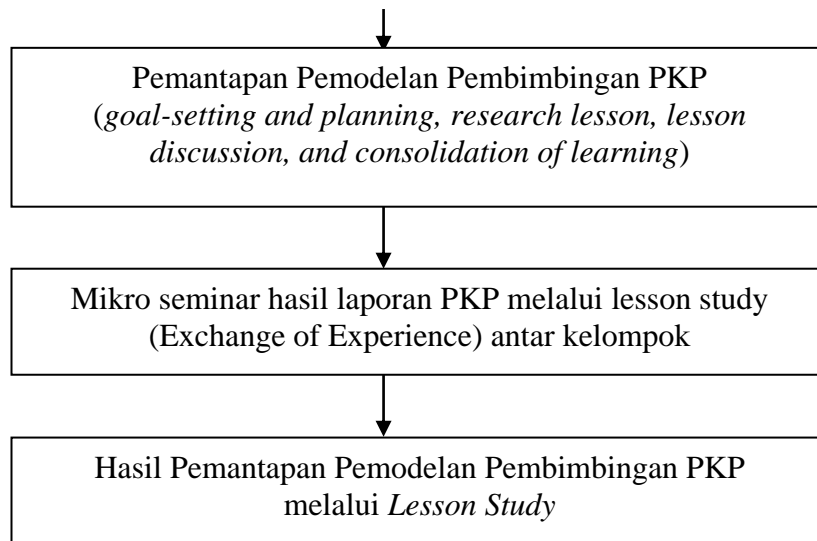 Pemantapan Pemodelan Pembimbingan PKP
(goal-setting and planning, research lesson, lesson
discussion, and consolidation of learning)
Mikro seminar hasil laporan PKP melalui lesson study
(Exchange of Experience) antar kelompok
Hasil Pemantapan Pemodelan Pembimbingan PKP
melalui Lesson Study